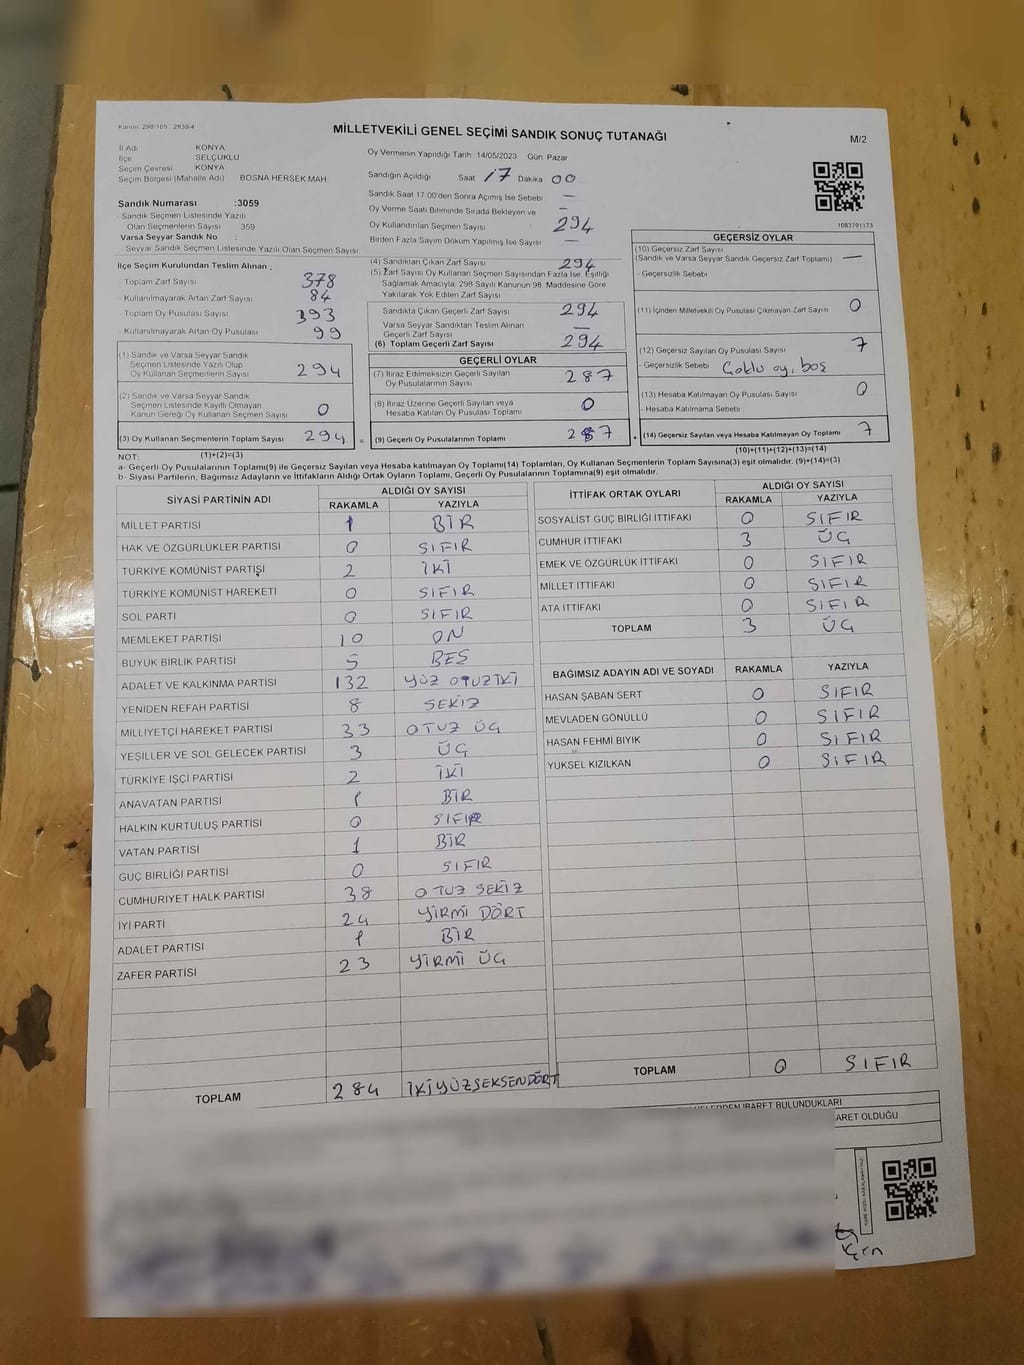 Kanun: 298/105 - 2839/4
MİLLETVEKİLİ GENEL SEÇİMİ SANDIK SONUÇ TUTANAĞI
M/2
İl Adı KONYA
İlçe SELÇUKLU
Seçim Çevresi KONYA
Seçim Bölgesi (Mahalle Adı) BOSNA HERSEK MAH
Sandık Numarası :3059
- Sandık Seçmen Listesinde Yazılı
Olan Seçmenlerin Sayısı 359
Varsa Seyyar Sandık No :
- Seyyar Sandık Seçmen Listesinde Yazılı Olan Seçmen Sayısı
İlçe Seçim Kurulundan Teslim Alınan ;
- Toplam Zarf Sayısı 378
- Kullanılmayarak Artan Zarf Sayısı 84
- Toplam Oy Pusulası Sayısı 393
- Kullanılmayarak Artan Oy Pusulası 99
(1) Sandık ve Varsa Seyyar Sandık
Seçmen Listesinde Yazılı Olup
Oy Kullanan Seçmenlerin Sayısı 294
(2) Sandık ve Varsa Seyyar Sandık
Seçmen Listesinde Kayıtlı Olmayan
Kanun Gereği Oy Kullanan Seçmen Sayısı 0
(3) Oy Kullanan Seçmenlerin Toplam Sayısı 294 =
(1)+(2)=(3)
Oy Vermenin Yapıldığı Tarih 14/05/2023 Gün Pazar
Sandığın Açıldığı Saat 17 Dakika 00
Sandık Saat 17.00'den Sonra Açımış İse Sebebi —
Oy Verme Saati Bitiminde Sırada Bekleyen ve —
Oy Kullandırılan Seçmen Sayısı 294
Birden Fazla Sayım Döküm Yapılmış İse Sayısı —
(4) Sandıktan Çıkan Zarf Sayısı 294
(5) Zarf Sayısı Oy Kullanan Seçmen Sayısından Fazla İse, Eşitliği
Sağlamak Amacıyla, 298 Sayılı Kanunun 98. Maddesine Göre
Yakılarak Yok Edilen Zarf Sayısı
Sandıkta Çıkan Geçerli Zarf Sayısı 294
Varsa Seyyar Sandıktan Teslim Alınan
Geçerli Zarf Sayısı —
(6) Toplam Geçerli Zarf Sayısı 294
GEÇERLİ OYLAR
(7) İtiraz Edilmeksizin Geçerli Sayılan
Oy Pusulalarının Sayısı 287
(8) İtiraz Üzerine Geçerli Sayılan veya
Hesaba Katılan Oy Pusulası Toplamı 0
(9) Geçerli Oy Pusulalarının Toplamı 287 +
1083791173
GEÇERSİZ OYLAR
(10) Geçersiz Zarf Sayısı
(Sandık ve Varsa Seyyar Sandık Geçersiz Zarf Toplamı) —
- Geçersizlik Sebebi
(11) İçinden Milletvekili Oy Pusulası Çıkmayan Zarf Sayısı 0
(12) Geçersiz Sayılan Oy Pusulası Sayısı 7
- Geçersizlik Sebebi Çoklu oy, boş
(13) Hesaba Katılmayan Oy Pusulası Sayısı 0
- Hesaba Katılmama Sebebi
(14) Geçersiz Sayılan veya Hesaba Katılmayan Oy Toplamı 7
(10)+(11)+(12)+(13)=(14)
NOT:
a- Geçerli Oy Pusulalarının Toplamı(9) ile Geçersiz Sayılan veya Hesaba katılmayan Oy Toplamı(14) Toplamları, Oy Kullanan Seçmenlerin Toplam Sayısına(3) eşit olmalıdır. (9)+(14)=(3)
b- Siyasi Partilerin, Bağımsız Adayların ve İttifakların Aldığı Ortak Oyların Toplamı, Geçerli Oy Pusulalarının Toplamına(9) eşit olmalıdır.
SİYASİ PARTİNİN ADI ALDIĞI OY SAYISI
RAKAMLA YAZIYLA
MİLLET PARTİSİ 1 BİR
HAK VE ÖZGÜRLÜKLER PARTİSİ 0 SIFIR
TÜRKİYE KOMÜNİST PARTİSİ 2 İKİ
TÜRKİYE KOMÜNİST HAREKETİ 0 SIFIR
SOL PARTİ 0 SIFIR
MEMLEKET PARTİSİ 10 ON
BÜYÜK BİRLİK PARTİSİ 5 BES
ADALET VE KALKINMA PARTİSİ 132 YÜZ OTUZ İKİ
YENİDEN REFAH PARTİSİ 8 SEKİZ
MİLLİYETÇİ HAREKET PARTİSİ 33 OTUZ ÜÇ
YEŞİLLER VE SOL GELECEK PARTİSİ 3 ÜÇ
TÜRKİYE İŞÇİ PARTİSİ 2 İKİ
ANAVATAN PARTİSİ 1 BİR
HALKIN KURTULUŞ PARTİSİ 0 SIFIR
VATAN PARTİSİ 1 BİR
GÜÇ BİRLİĞİ PARTİSİ 0 SIFIR
CUMHURİYET HALK PARTİSİ 38 OTUZ SEKİZ
İYİ PARTİ 24 YİRMİ DÖRT
ADALET PARTİSİ 1 BİR
ZAFER PARTİSİ 23 YİRMİ ÜÇ
TOPLAM 284 İKİYÜZSEKSENDÖRT
İTTİFAK ORTAK OYLARI ALDIĞI OY SAYISI
RAKAMLA YAZIYLA
SOSYALİST GÜÇ BİRLİĞİ İTTİFAKI 0 SIFIR
CUMHUR İTTİFAKI 3 ÜÇ
EMEK VE ÖZGÜRLÜK İTTİFAKI 0 SIFIR
MİLLET İTTİFAKI 0 SIFIR
ATA İTTİFAKI 0 SIFIR
TOPLAM 3 ÜÇ
BAĞIMSIZ ADAYIN ADI VE SOYADI RAKAMLA YAZIYLA
HASAN ŞABAN SERT 0 SIFIR
MEVLADEN GÖNÜLLÜ 0 SIFIR
HASAN FEHMİ BIYIK 0 SIFIR
YÜKSEL KIZILKAN 0 SIFIR
TOPLAM 0 SIFIR
İBARET BULUNDUKLARI
ARET OLDUĞU